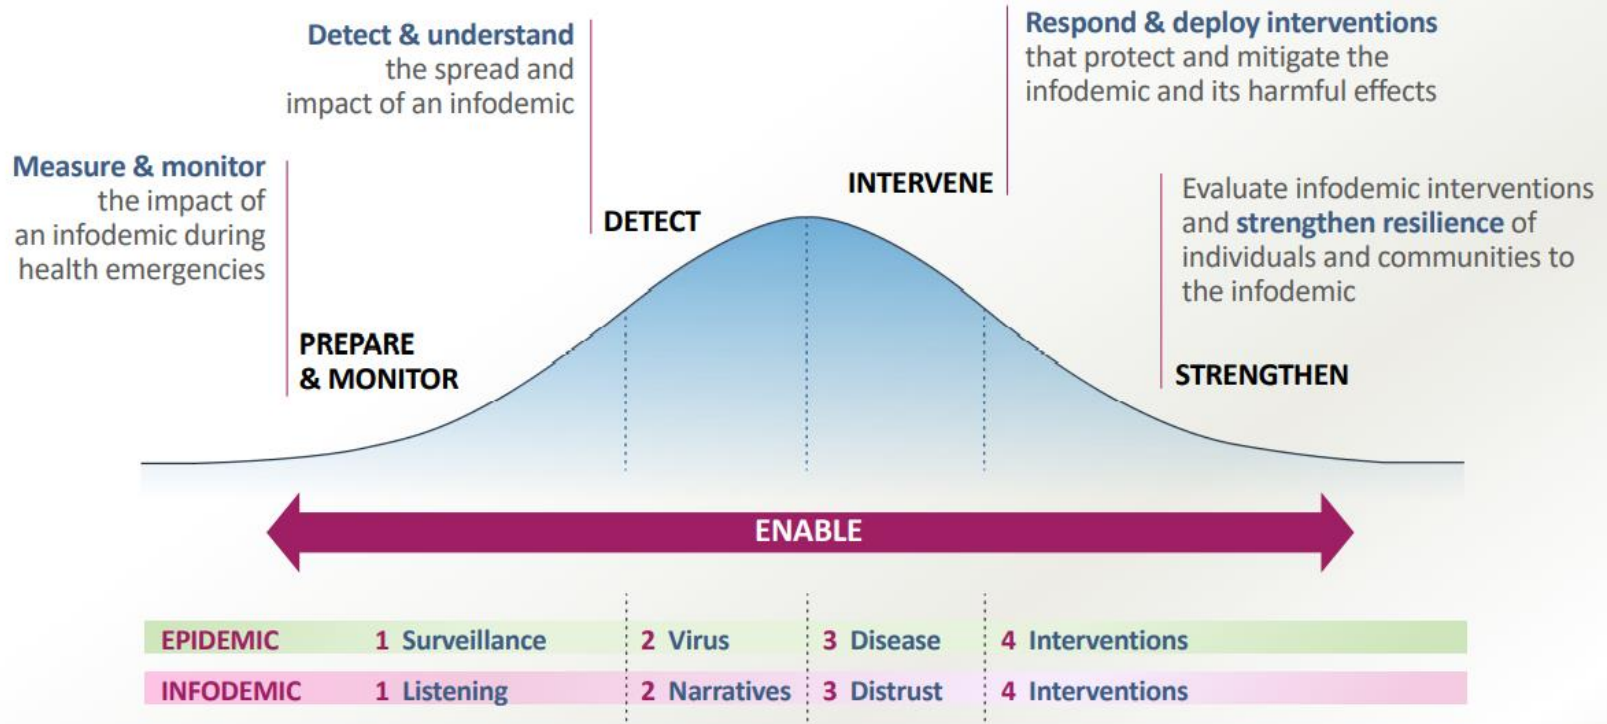 Detect & understand
the spread and
impact of an infodemic
Respond & deploy interventions
that protect and mitigate the
infodemic and its harmful effects
Measure & monitor
the impact of
an infodemic during
health emergencies
INTERVENE
Evaluate infodemic interventions
and strengthen resilience of
individuals and communities to
the infodemic
DETECT
PREPARE
& MONITOR
STRENGTHEN
ENABLE
EPIDEMIC 1 Surveillance 2 Virus 3 Disease 4 Interventions
INFODEMIC 1 Listening 2 Narratives 3 Distrust 4 Interventions